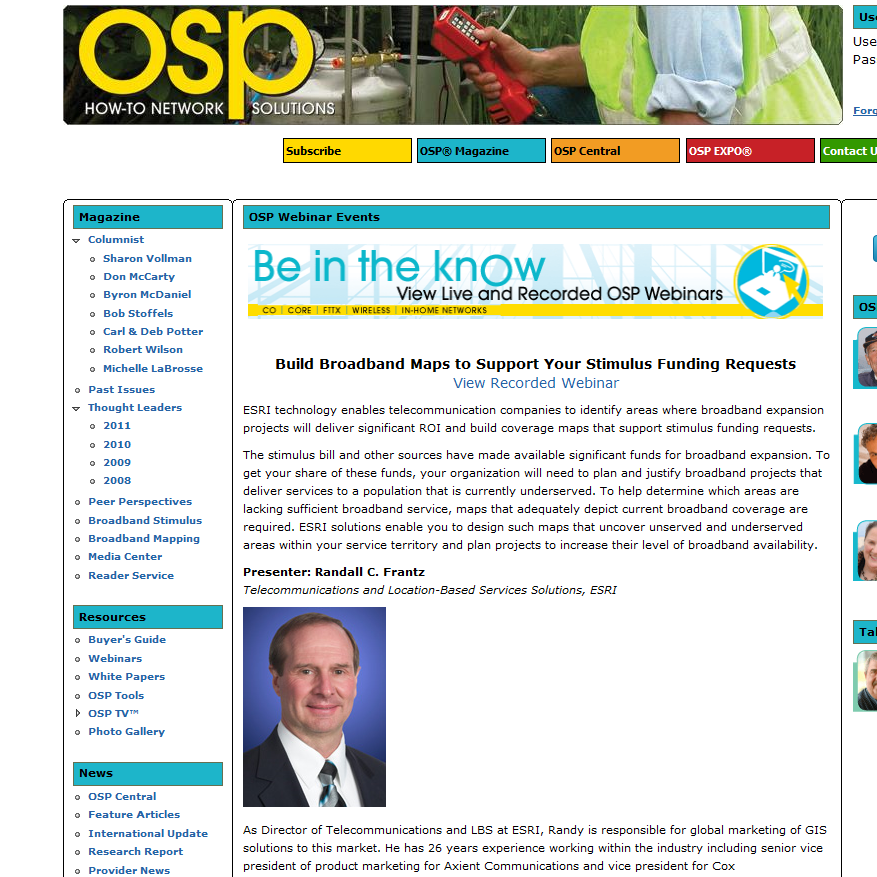 osp
HOW-TO NETWORK SOLUTIONS
Use
Pas
Subscribe
OSP® Magazine
OSP Central
OSP EXPO®
Contact U
Magazine
Columnist
Sharon Vollman
Don McCarty
Byron McDaniel
Bob Stoffels
Carl & Deb Potter
Robert Wilson
Michelle LaBrosse
Past Issues
Thought Leaders
2011
2010
2009
2008
Peer Perspectives
Broadband Stimulus
Broadband Mapping
Media Center
Reader Service
Resources
Buyer's Guide
Webinars
White Papers
OSP Tools
OSP TV™
Photo Gallery
News
OSP Central
Feature Articles
International Update
Research Report
Provider News
OSP Webinar Events
Be in the know
View Live and Recorded OSP Webinars
CO | CORE | FTTX | WIRELESS | IN-HOME NETWORKS
Build Broadband Maps to Support Your Stimulus Funding Requests
View Recorded Webinar
ESRI technology enables telecommunication companies to identify areas where broadband expansion
projects will deliver significant ROI and build coverage maps that support stimulus funding requests.
The stimulus bill and other sources have made available significant funds for broadband expansion. To
get your share of these funds, your organization will need to plan and justify broadband projects that
deliver services to a population that is currently underserved. To help determine which areas are
lacking sufficient broadband service, maps that adequately depict current broadband coverage are
required. ESRI solutions enable you to design such maps that uncover unserved and underserved
areas within your service territory and plan projects to increase their level of broadband availability.
Presenter: Randall C. Frantz
Telecommunications and Location-Based Services Solutions, ESRI
As Director of Telecommunications and LBS at ESRI, Randy is responsible for global marketing of GIS
solutions to this market. He has 26 years experience working within the industry including senior vice
president of product marketing for Axient Communications and vice president for Cox